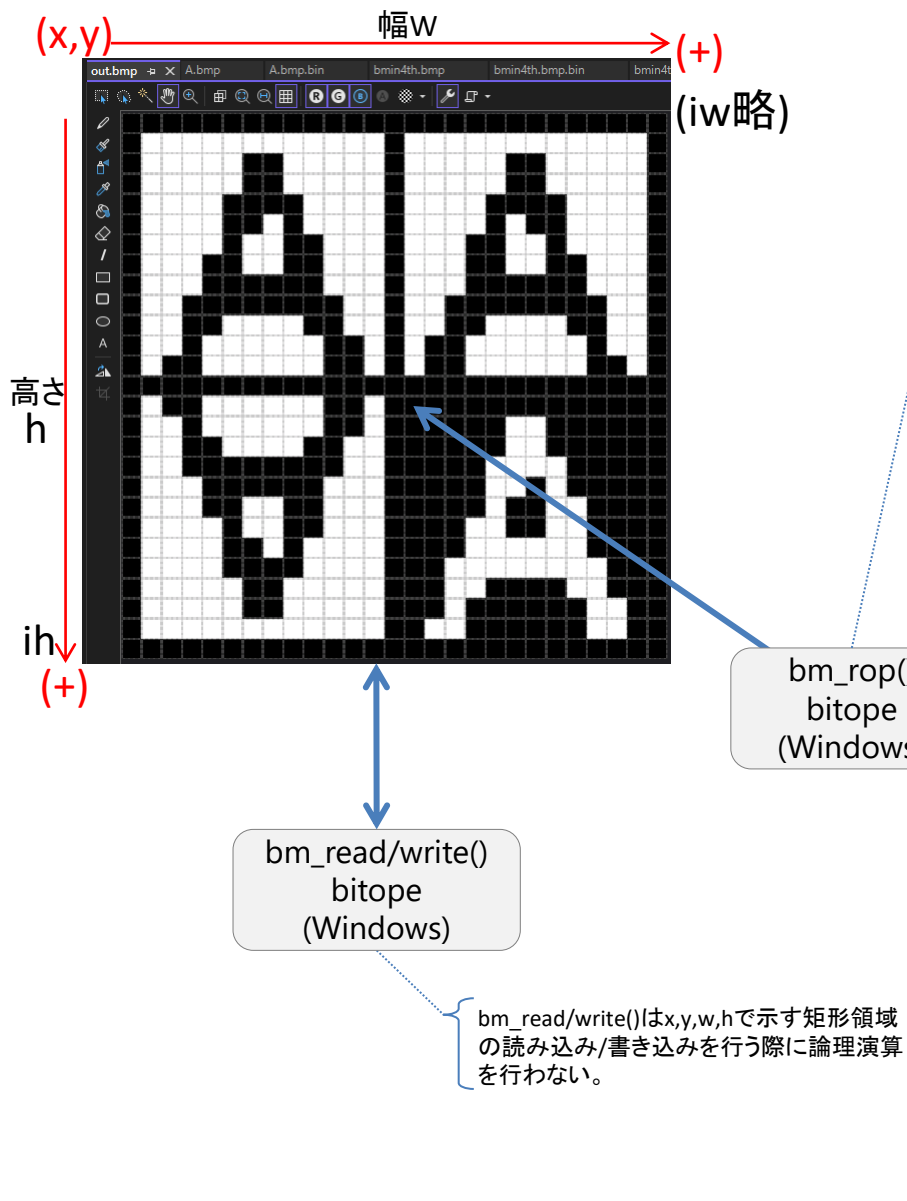 幅w
(x,y)
(+)
out.bmp
A.bmp
A.bmp.bin
bmin4th.bmp
bmin4th.bmp.bin
bmin4t
(iw略)
高さ
h
ih
(+)
bm_rop(
bitope
(Windows
bm_read/write()
bitope
(Windows)
bm_read/write()はx,y,w,hで示す矩形領域
の読み込み/書き込みを行う際に論理演算
を行わない。